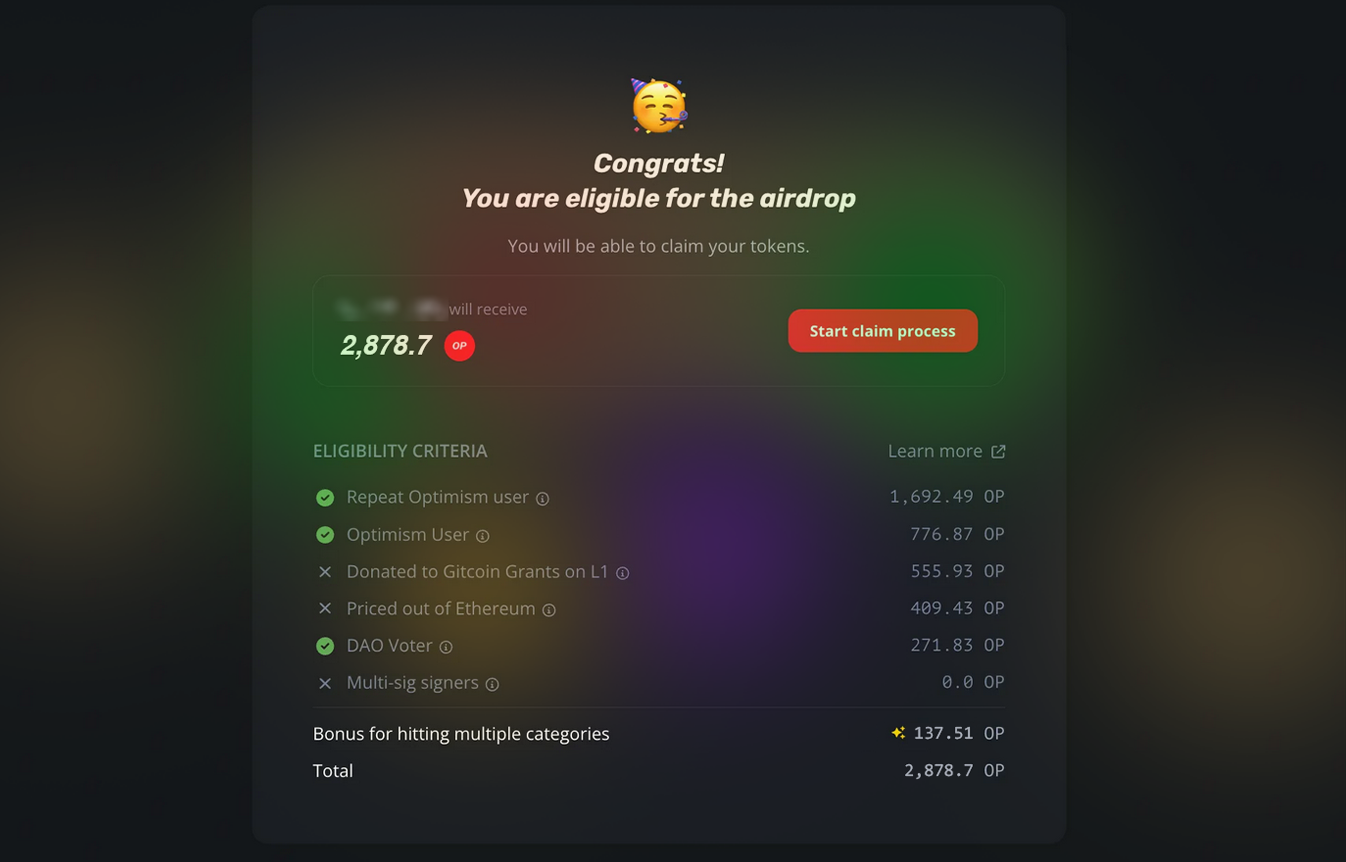 Congrats!
You are eligible for the airdrop
You will be able to claim your tokens.
will receive
2,878.7 OP
Start claim process
ELIGIBILITY CRITERIA
Learn more
Repeat Optimism user 1,692.49 OP
Optimism User 776.87 OP
Donated to Gitcoin Grants on L1 555.93 OP
Priced out of Ethereum 409.43 OP
DAO Voter 271.83 OP
Multi-sig signers 0.0 OP
Bonus for hitting multiple categories 137.51 OP
Total 2,878.7 OP